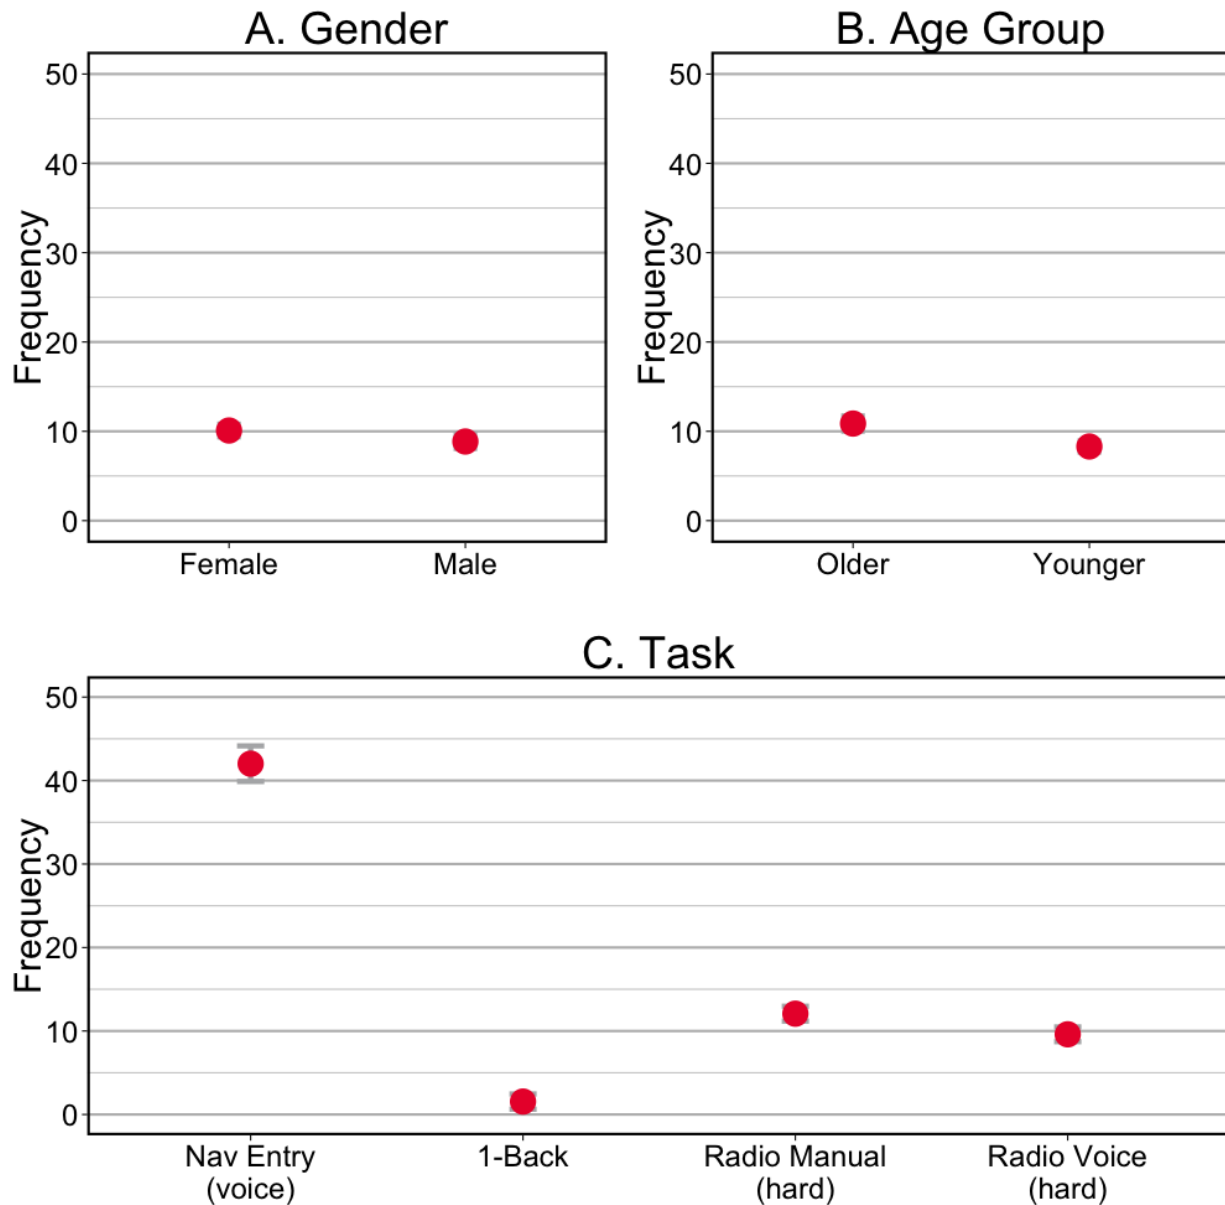 A. Gender
50
40
30
20
10
0
Frequency
Female Male
B. Age Group
50
40
30
20
10
0
Frequency
Older Younger
C. Task
50
40
30
20
10
0
Frequency
Nav Entry 1-Back Radio Manual Radio Voice
(voice) (hard) (hard)